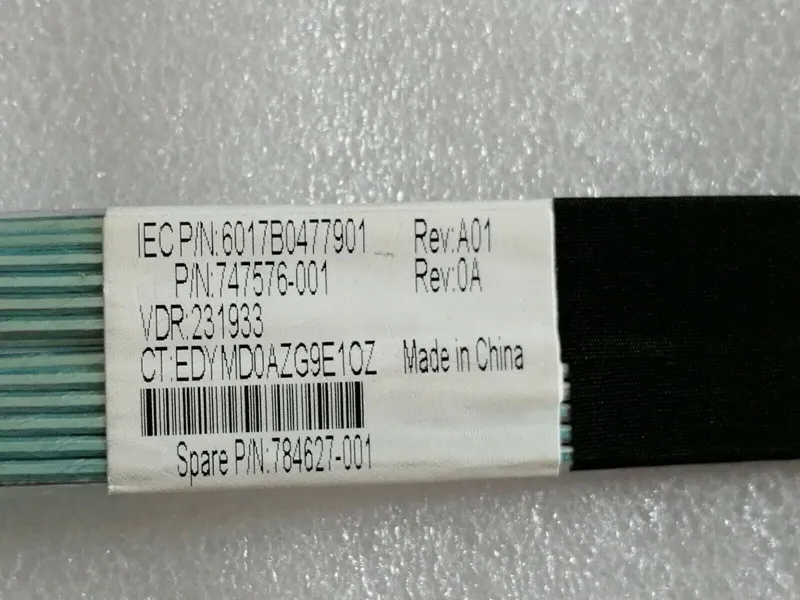 IEC P/N:6017B0477901 Rev:A01
P/N:747576-001 Rev:0A
VDR:231933
CT:EDYMD0AZG9E1OZ Made in China
Spare P/N:784627-001